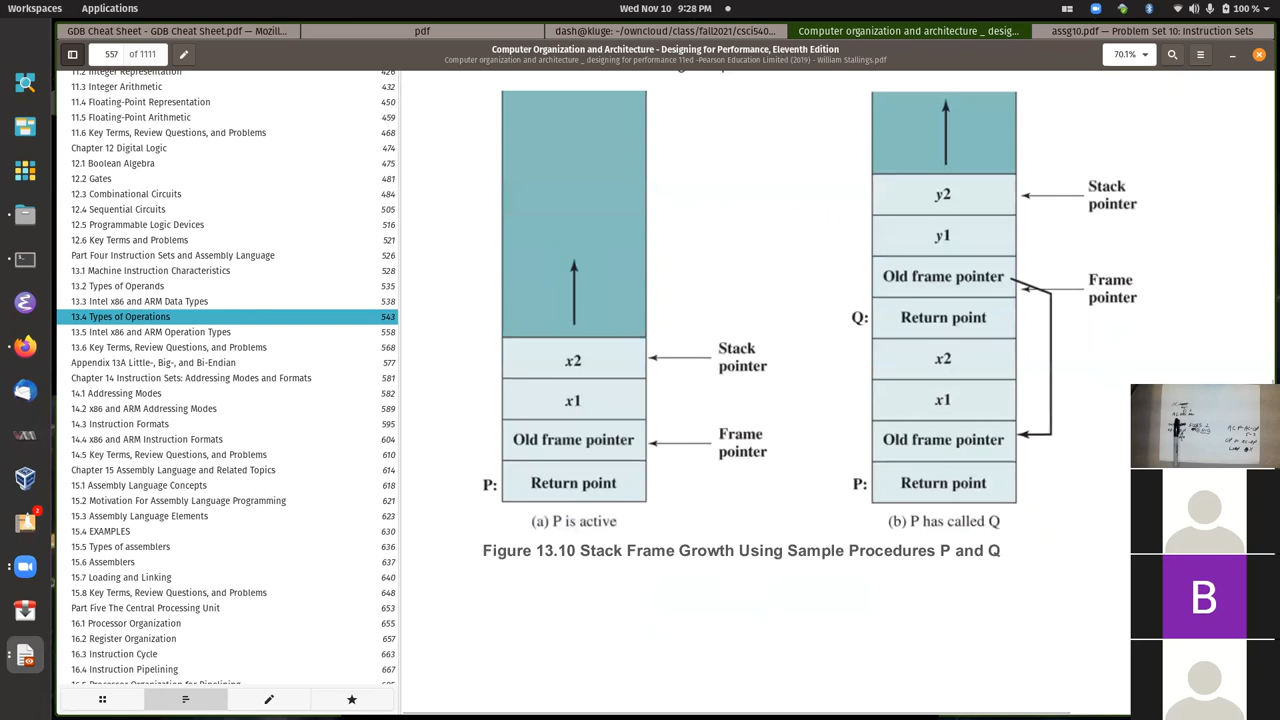 Workspaces
Applications
Wed Nov 10 9:28 PM
100 %
GDB Cheat Sheet - GDB Cheat Sheet.pdf — Mozill...
pdf
dash@kluge: ~/owncloud/class/fall2021/csci540...
Computer organization and architecture _ desig...
assg10.pdf — Problem Set 10: Instruction Sets
557 of 1111
Computer Organization and Architecture - Designing for Performance, Eleventh Edition
Computer organization and architecture _ designing for performance 11ed -Pearson Education Limited (2019) - William Stallings.pdf
70.1%
11.2 Integer Representation 426
11.3 Integer Arithmetic 432
11.4 Floating-Point Representation 450
11.5 Floating-Point Arithmetic 459
11.6 Key Terms, Review Questions, and Problems 468
Chapter 12 Digital Logic 474
12.1 Boolean Algebra 475
12.2 Gates 481
12.3 Combinational Circuits 484
12.4 Sequential Circuits 505
12.5 Programmable Logic Devices 516
12.6 Key Terms and Problems 521
Part Four Instruction Sets and Assembly Language 526
13.1 Machine Instruction Characteristics 528
13.2 Types of Operands 535
13.3 Intel x86 and ARM Data Types 538
13.4 Types of Operations 543
13.5 Intel x86 and ARM Operation Types 558
13.6 Key Terms, Review Questions, and Problems 568
Appendix 13A Little-, Big-, and Bi-Endian 577
Chapter 14 Instruction Sets: Addressing Modes and Formats 581
14.1 Addressing Modes 582
14.2 x86 and ARM Addressing Modes 589
14.3 Instruction Formats 595
14.4 x86 and ARM Instruction Formats 604
14.5 Key Terms, Review Questions, and Problems 610
Chapter 15 Assembly Language and Related Topics 614
15.1 Assembly Language Concepts 618
15.2 Motivation For Assembly Language Programming 621
15.3 Assembly Language Elements 623
15.4 EXAMPLES 630
15.5 Types of assemblers 636
15.6 Assemblers 637
15.7 Loading and Linking 640
15.8 Key Terms, Review Questions, and Problems 648
Part Five The Central Processing Unit 653
16.1 Processor Organization 655
16.2 Register Organization 657
16.3 Instruction Cycle 663
16.4 Instruction Pipelining 667
16.5 Processor Organization for Pipelining
x2
x1
Old frame pointer
P: Return point
Stack
pointer
Frame
pointer
(a) P is active
y2
y1
Old frame pointer
Q: Return point
x2
x1
Old frame pointer
P: Return point
Stack
pointer
Frame
pointer
(b) P has called Q
Figure 13.10 Stack Frame Growth Using Sample Procedures P and Q
B
2